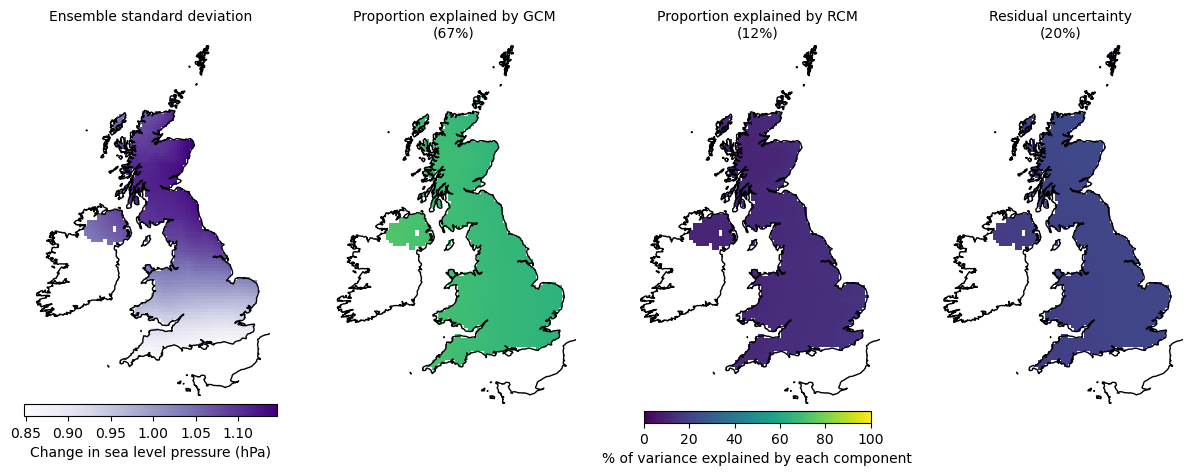 Ensemble standard deviation
Proportion explained by GCM
(67%)
Proportion explained by RCM
(12%)
Residual uncertainty
(20%)
0.85 0.90 0.95 1.00 1.05 1.10
Change in sea level pressure (hPa)
0 20 40 60 80 100
% of variance explained by each component